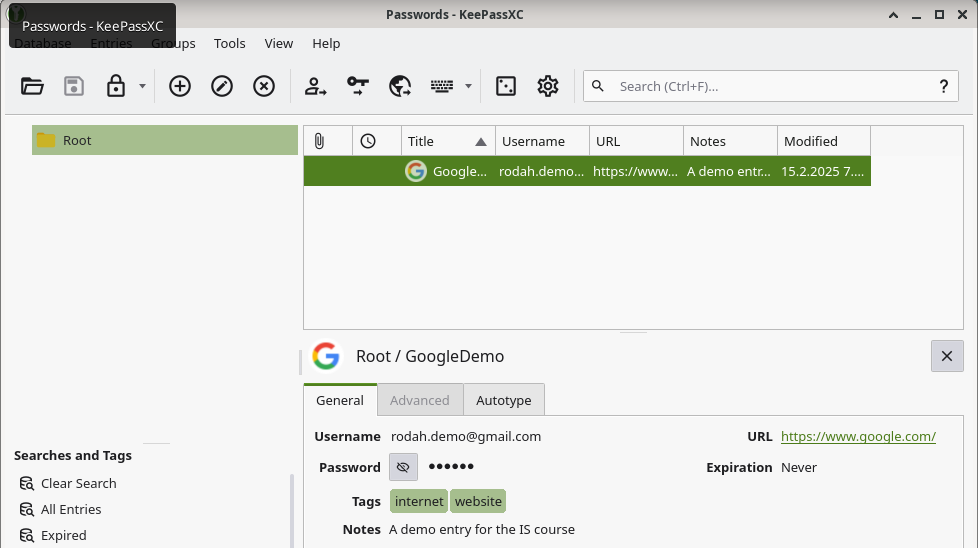 Passwords - KeePassXC
Passwords - KeePassXC
Database Entries Groups Tools View Help
Search (Ctrl+F)... ?
Root
Title Username URL Notes Modified
Google... rodah.demo... https://www... A demo entr... 15.2.2025 7....
Root / GoogleDemo
General Advanced Autotype
Username rodah.demo@gmail.com URL https://www.google.com/
Password ●●●●●● Expiration Never
Tags internet website
Notes A demo entry for the IS course
Searches and Tags
Clear Search
All Entries
Expired